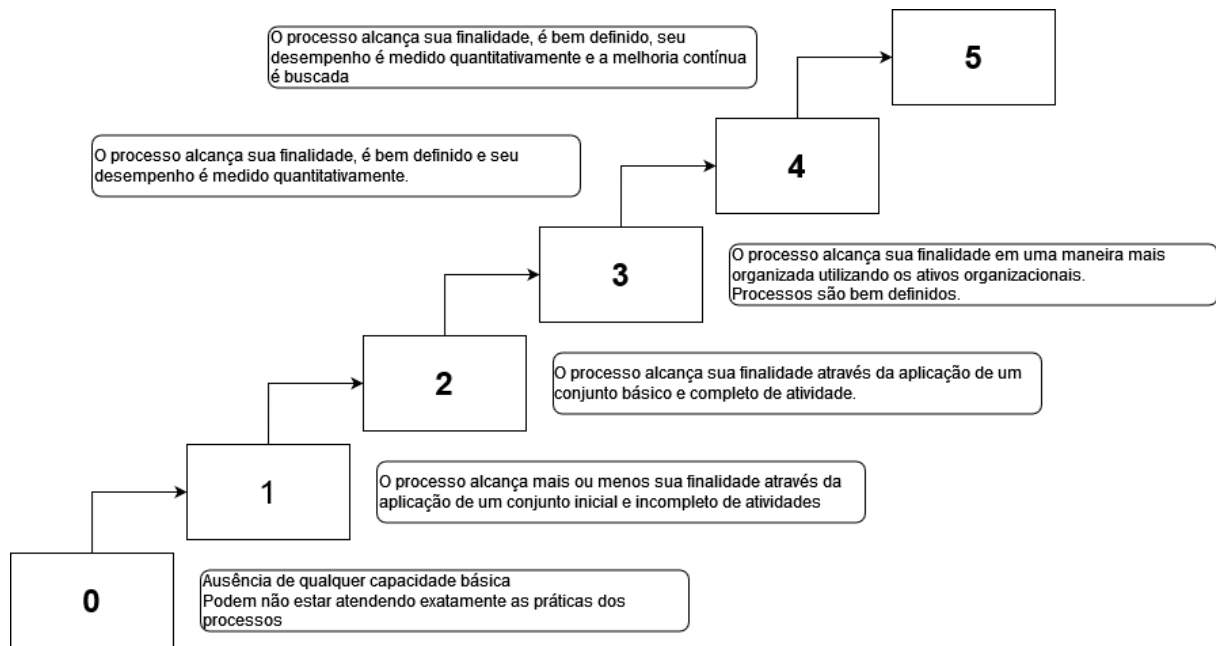 O processo alcança sua finalidade, é bem definido, seu
desempenho é medido quantitativamente e a melhoria contínua
é buscada
5
O processo alcança sua finalidade, é bem definido e seu
desempenho é medido quantitativamente.
4
3
O processo alcança sua finalidade em uma maneira mais
organizada utilizando os ativos organizacionais.
Processos são bem definidos.
2
O processo alcança sua finalidade através da aplicação de um
conjunto básico e completo de atividade.
1
O processo alcança mais ou menos sua finalidade através da
aplicação de um conjunto inicial e incompleto de atividades
0
Ausência de qualquer capacidade básica
Podem não estar atendendo exatamente as práticas dos
processos